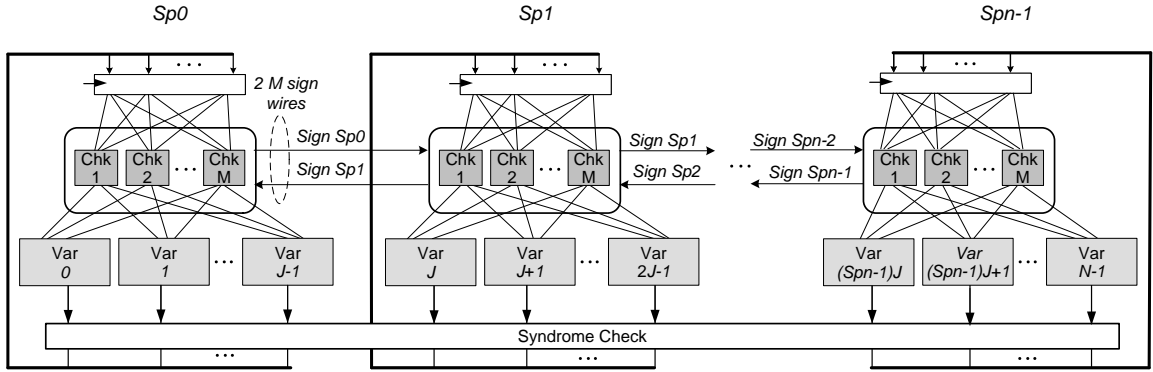 Sp0 Sp1 Spn-1
... ... ...
2 M sign
wires
Sign Sp0 Sign Sp1 Sign Spn-2
Chk
1 Chk
2 ... Chk
M Sign Sp1 Chk
1 Chk
2 ... Chk
M Sign Sp2 ... Sign Spn-1 Chk
1 Chk
2 ... Chk
M
Var
0 Var
1 ... Var
J-1 Var
J Var
J+1 ... Var
2J-1 Var
(Spn-1)J Var
(Spn-1)J+1 ... Var
N-1
Syndrome Check
... ... ...